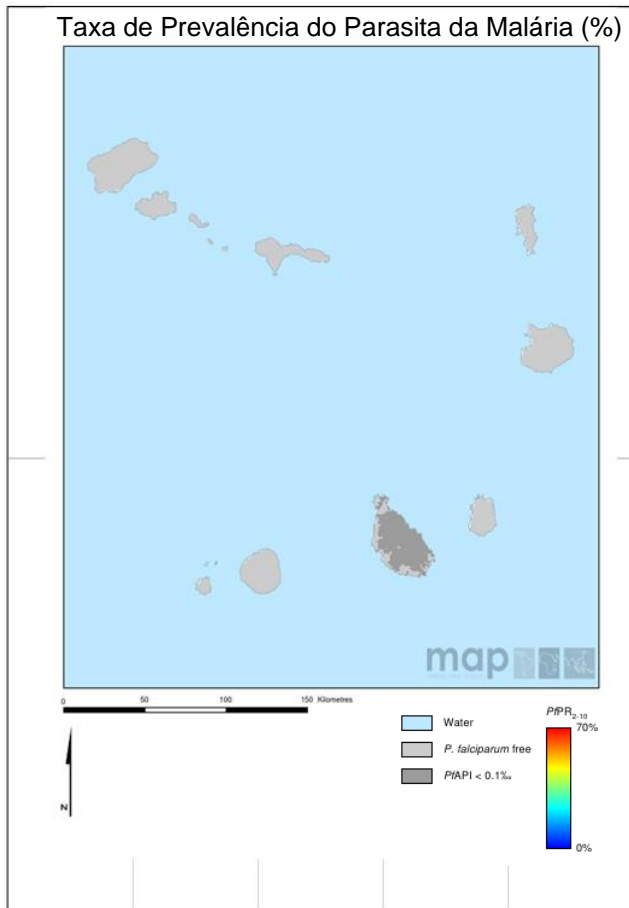 Taxa de Prevalência do Parasita da Malária (%)
map
0 50 100 150 Kilometres
N
Water
P. falciparum free
PfAPI < 0.1‰
PfPR2-10
70%
0%